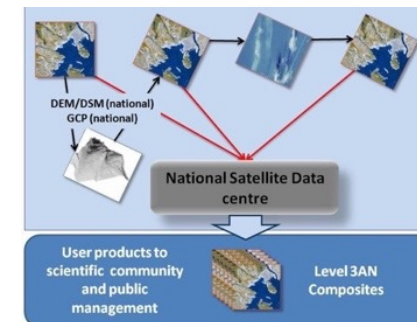 DEM/DSM (national)
GCP (national)
National Satellite Data
centre
User products to
scientific community
and public
management
Level 3AN
Composites